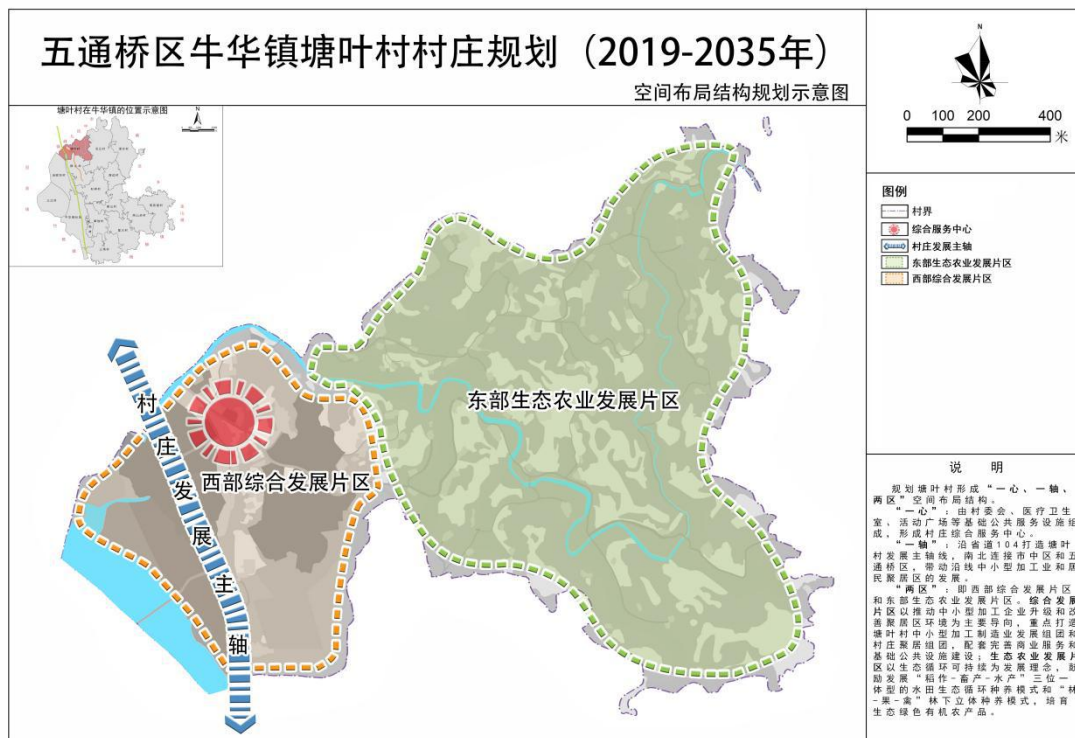 五通桥区牛华镇塘叶村村庄规划（2019-2035年）
空间布局结构规划示意图
塘叶村在牛华镇的位置示意图
N
N
0 100 200 400
米
图例
村界
综合服务中心
村庄发展主轴
东部生态农业发展片区
西部综合发展片区
东部生态农业发展片区
西部综合发展片区
村庄发展主轴
说 明
规划塘叶村形成“一心、一轴、
两区”空间布局结构。
“一心”：由村委会、医疗卫生
室、活动广场等基础公共服务设施组
成，形成村庄综合服务中心。
“一轴”：沿省道104打造塘叶
村发展主轴线，南北连接市中区和五
通桥区，带动沿线中小型加工业和居
民聚居区的发展。
“两区”：即西部综合发展片区
和东部生态农业发展片区。综合发展
片区以推动中小型加工企业升级和改
善聚居区环境为主要导向，重点打造
塘叶村中小型加工制造业发展组团和
村庄聚居组团，配套完善商业服务和
基础公共设施建设；生态农业发展片
区以生态循环可持续为发展理念，鼓
励发展“稻作-畜产-水产”三位一
体型的水田生态循环种养模式和“林
-果-禽”林下立体种养模式，培育
生态绿色有机农产品。